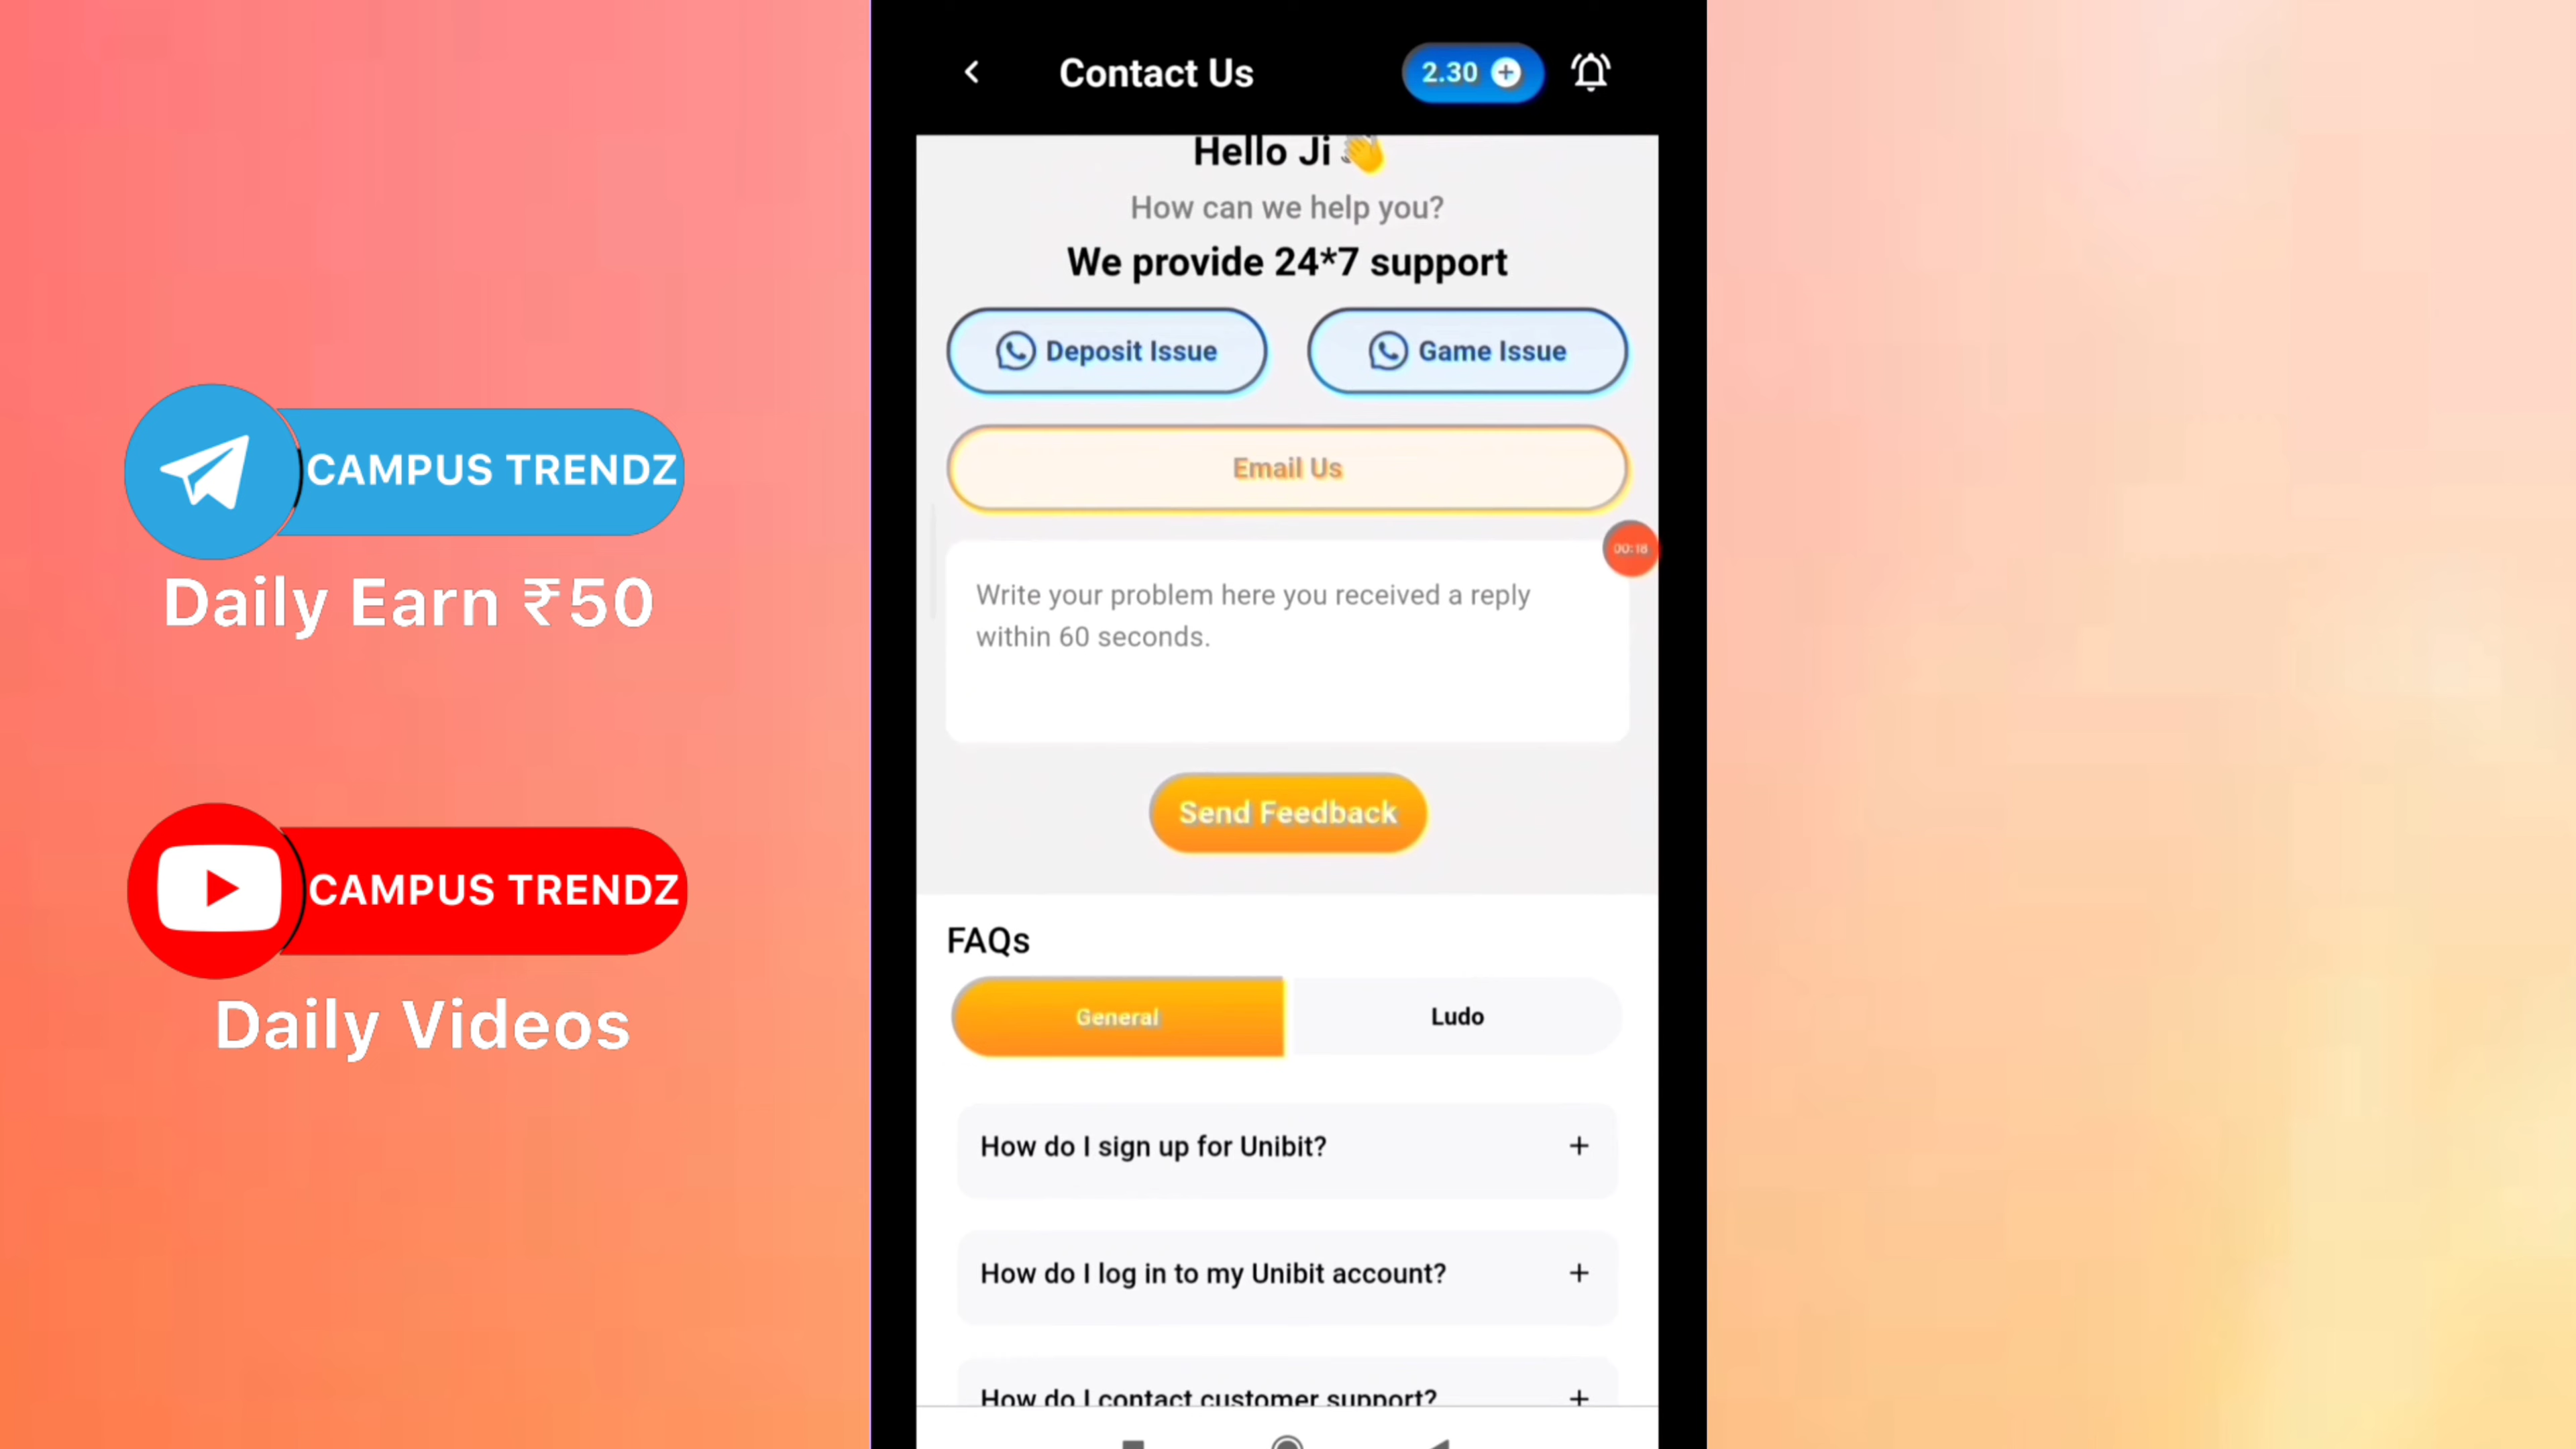 Contact Us
2.30
Hello Ji 👋
How can we help you?
We provide 24*7 support
Deposit Issue
Game Issue
Email Us
00:18
Write your problem here you received a reply
within 60 seconds.
Send Feedback
FAQs
General
Ludo
How do I sign up for Unibit?
How do I log in to my Unibit account?
How do I contact customer support?
CAMPUS TRENDZ
Daily Earn ₹50
CAMPUS TRENDZ
Daily Videos